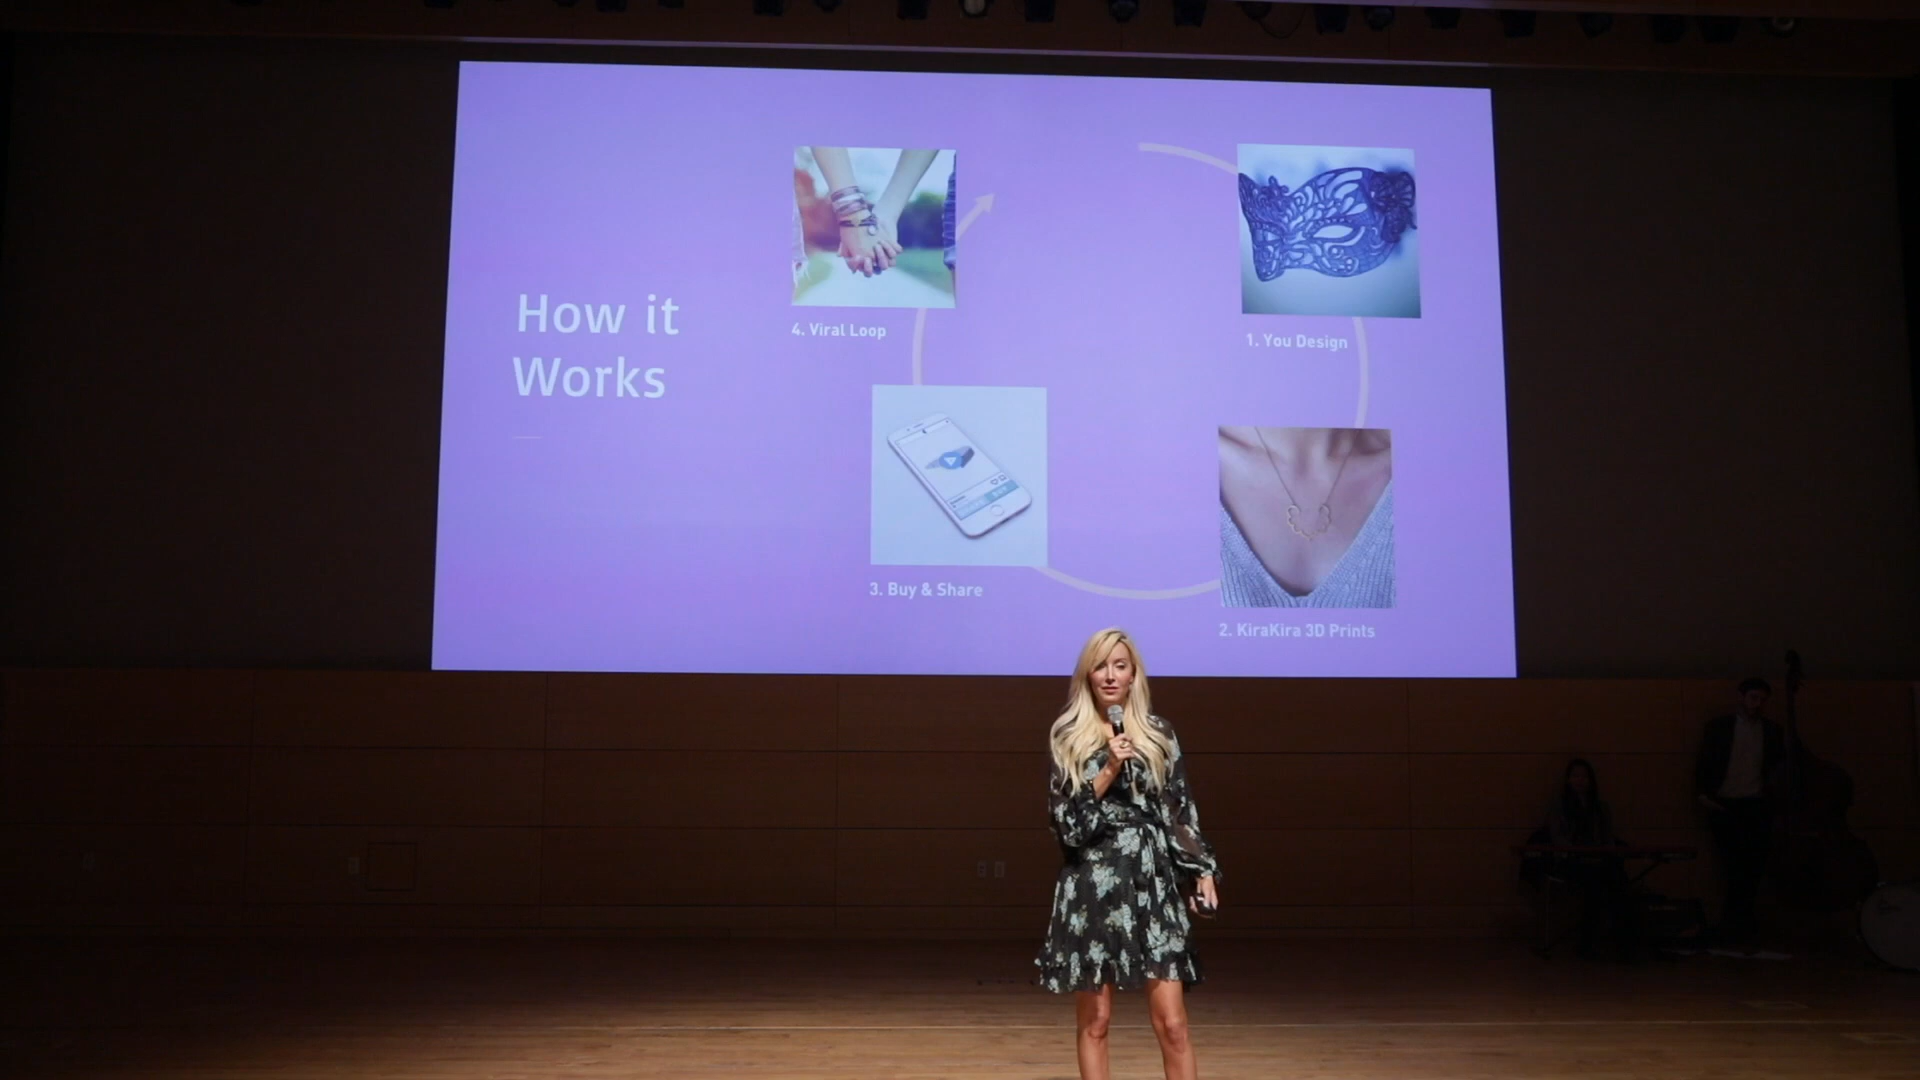 How it
Works
4. Viral Loop
1. You Design
3. Buy & Share
2. KiraKira 3D Prints